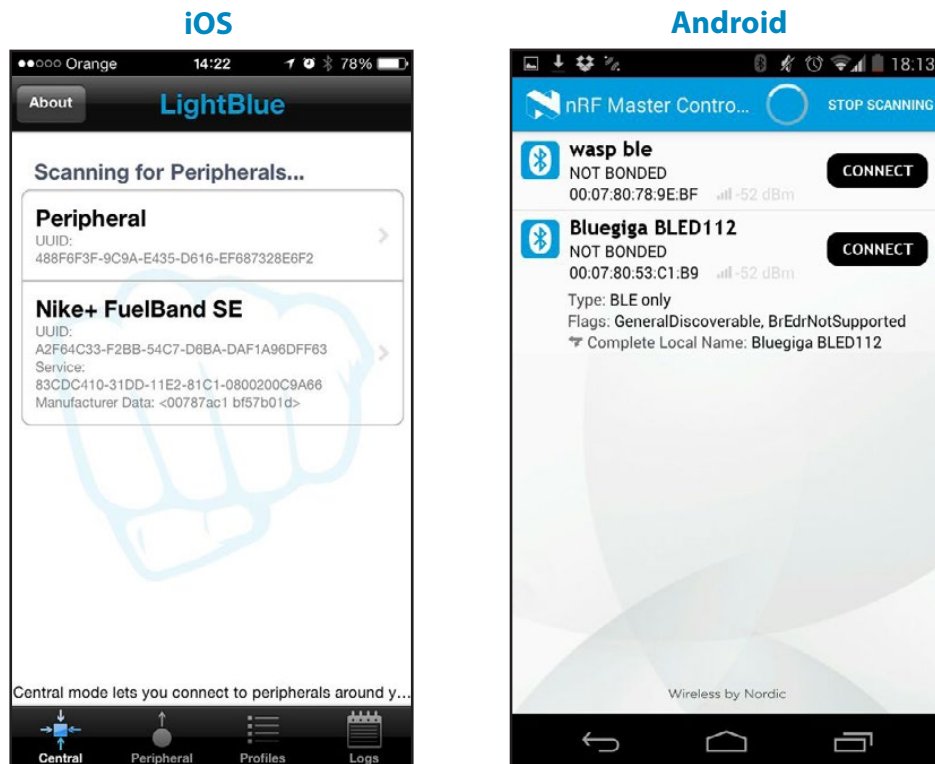 iOS
Orange 14:22 78%
About LightBlue
Scanning for Peripherals...
Peripheral
UUID:
488F6F3F-9C9A-E435-D616-EF687328E6F2
Nike+ FuelBand SE
UUID:
A2F64C33-F2BB-54C7-D6BA-DAF1A96DFF63
Service:
83CDC410-31DD-11E2-81C1-0800200C9A66
Manufacturer Data: <00787ac1 bf57b01d>
Central mode lets you connect to peripherals around y...
Central Peripheral Profiles Logs
Android
18:13
nRF Master Contro... STOP SCANNING
wasp ble
NOT BONDED CONNECT
00:07:80:78:9E:BF -52 dBm
Bluegiga BLED112
NOT BONDED CONNECT
00:07:80:53:C1:B9 -52 dBm
Type: BLE only
Flags: GeneralDiscoverable, BrEdrNotSupported
Complete Local Name: Bluegiga BLED112
Wireless by Nordic